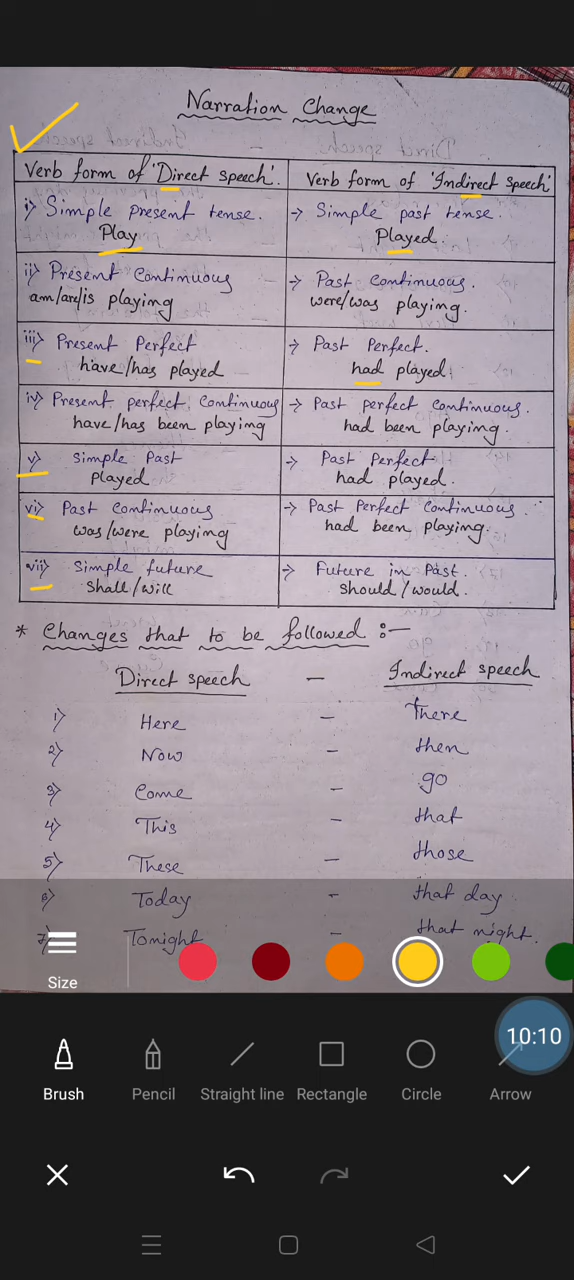 Narration Change
Verb form of 'Direct speech'. Verb form of 'Indirect speech'
i) Simple present tense. → Simple past tense.
Play Played.
ii) Present Continuous → Past Continuous.
am/are/is playing were/was playing.
iii) Present Perfect → Past Perfect.
have/has played had played.
iv) Present perfect Continuous → Past perfect continuous.
have/has been playing had been playing.
v) Simple Past → Past Perfect
played had played.
vi) Past Continuous → Past Perfect Continuous.
was/were playing had been playing.
vii) Simple future → Future in Past.
shall/will should/would.
* Changes that to be followed :-
Direct speech - Indirect speech
1) Here - There
2) Now - then
3) Come - go
4) This - that
5) These - those
6) Today - that day
7) Tonight - that night.
Size
10:10
Brush Pencil Straight line Rectangle Circle Arrow